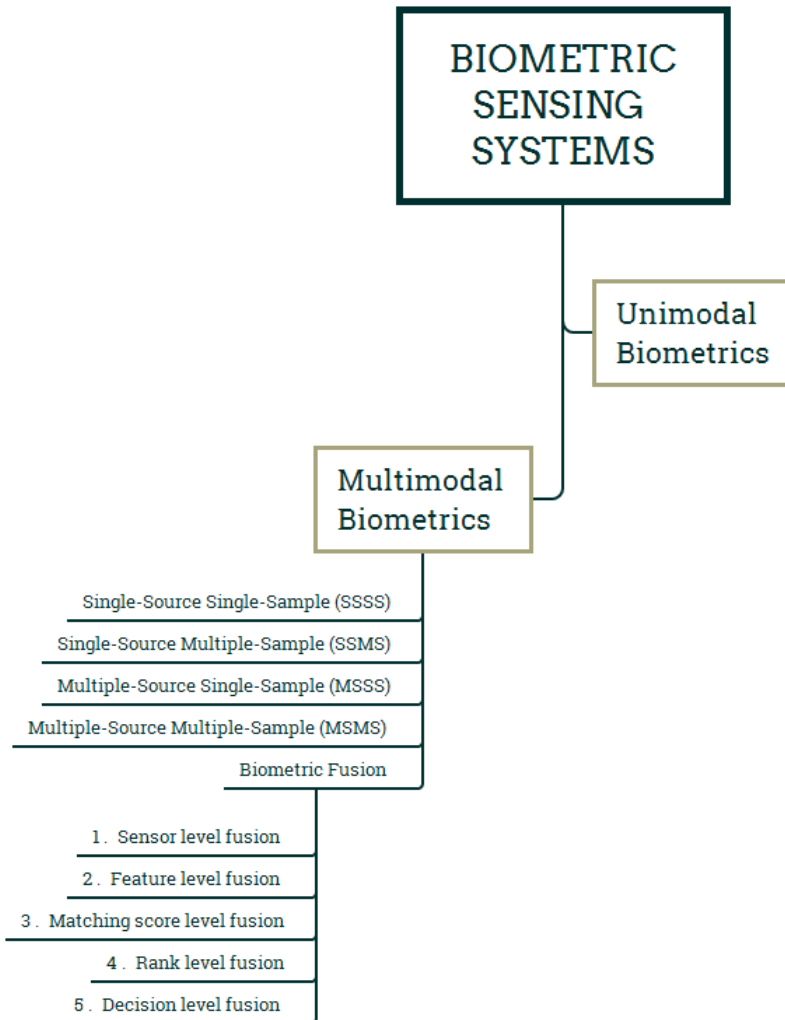 BIOMETRIC
SENSING
SYSTEMS
Unimodal
Biometrics
Multimodal
Biometrics
Single-Source Single-Sample (SSSS)
Single-Source Multiple-Sample (SSMS)
Multiple-Source Single-Sample (MSSS)
Multiple-Source Multiple-Sample (MSMS)
Biometric Fusion
1 . Sensor level fusion
2 . Feature level fusion
3 . Matching score level fusion
4 . Rank level fusion
5 . Decision level fusion